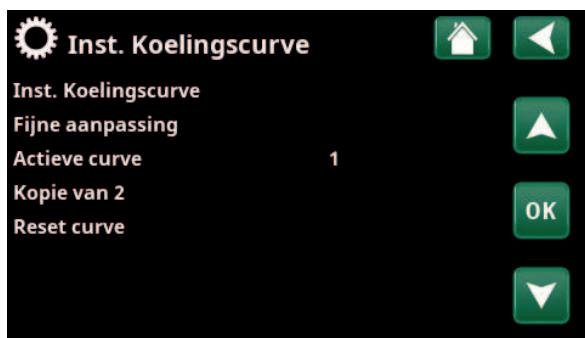 Inst. Koelingscurve
Inst. Koelingscurve
Fijne aanpassing
Actieve curve 1
Kopie van 2
Reset curve
OK